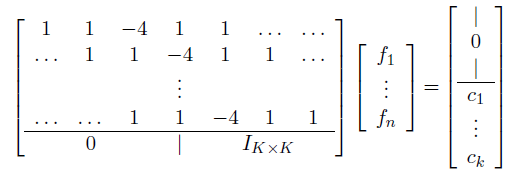 1 1 −4 1 1 … …
… 1 1 −4 1 1 …
⋮
… … 1 1 −4 1 1
0 | I_{K×K}
f_1
⋮
f_n
=
|
0
|
c_1
⋮
c_k